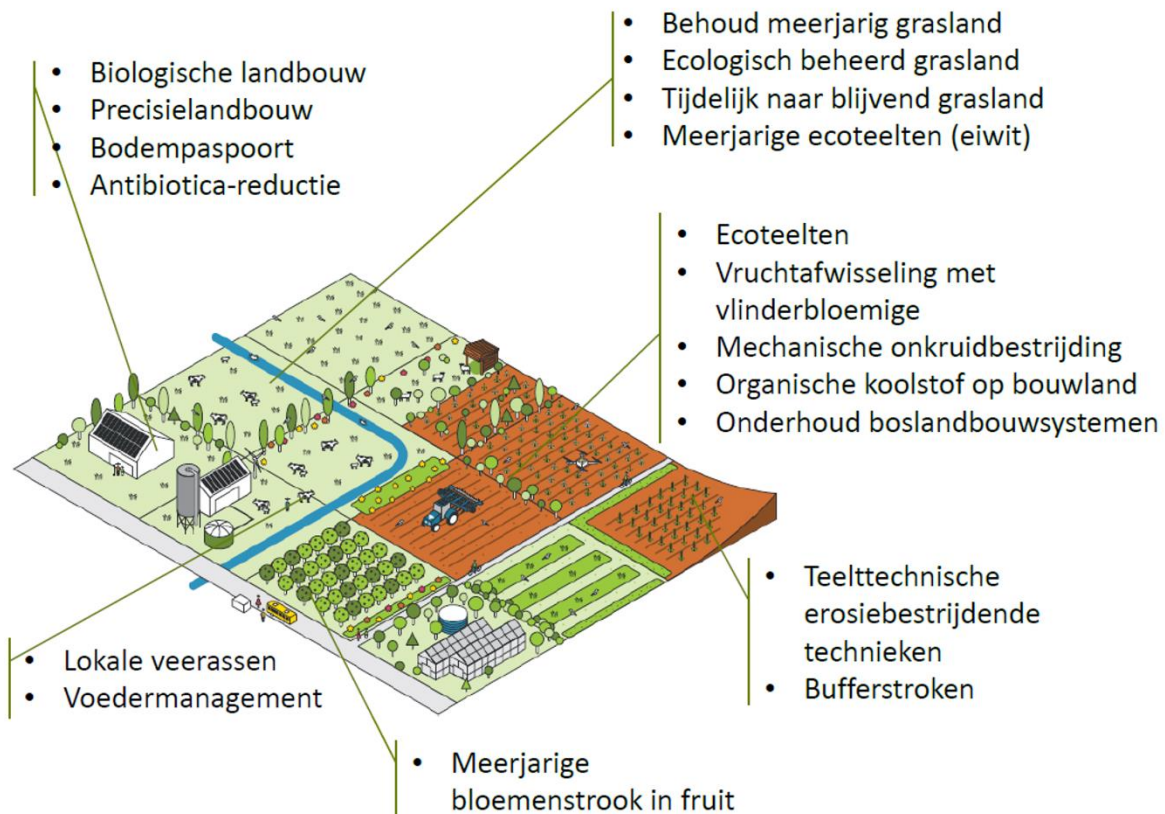 • Behoud meerjarig grasland
• Ecologisch beheerd grasland
• Tijdelijk naar blijvend grasland
• Meerjarige ecoteelten (eiwit)
• Biologische landbouw
• Precisielandbouw
• Bodempaspoort
• Antibiotica-reductie
• Ecoteelten
• Vruchtafwisseling met
vlinderbloemige
• Mechanische onkruidbestrijding
• Organische koolstof op bouwland
• Onderhoud boslandbouwsystemen
• Teelttechnische
erosiebestrijdende
technieken
• Bufferstroken
• Lokale veerassen
• Voedermanagement
• Meerjarige
bloemenstrook in fruit